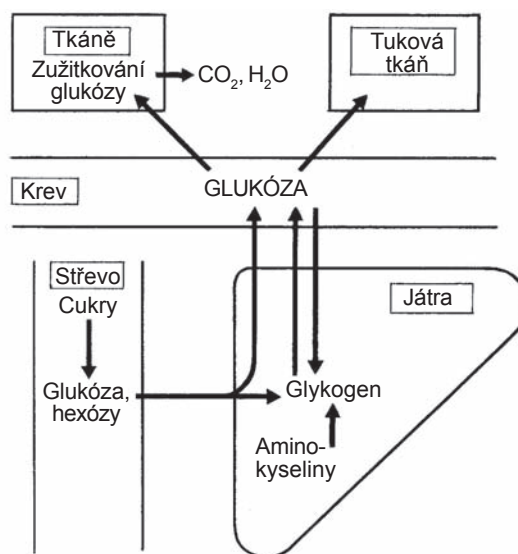 Tkáně
Zužitkování
glukózy
CO2, H2O
Tuková
tkáň
Krev
GLUKÓZA
Střevo
Cukry
Glukóza,
hexózy
Játra
Glykogen
Amino-
kyseliny